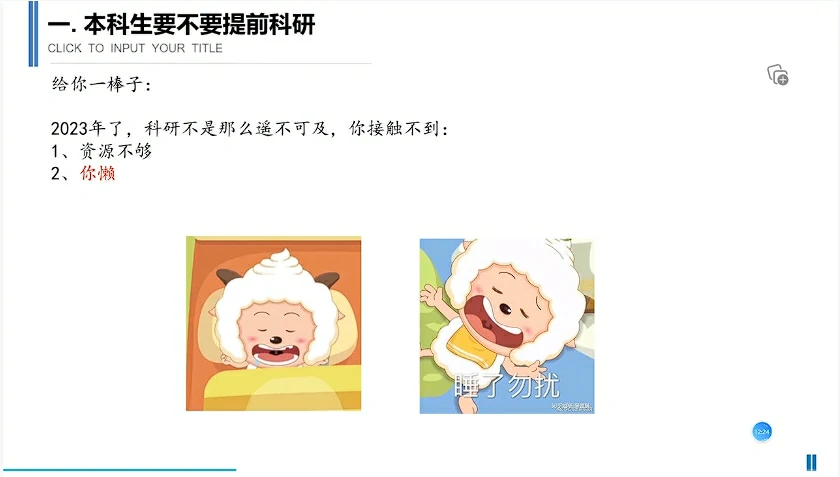 一. 本科生要不要提前科研
CLICK TO INPUT YOUR TITLE
给你一棒子：
2023年了，科研不是那么遥不可及，你接触不到：
1、资源不够
2、你懒
睡了勿扰
12:24